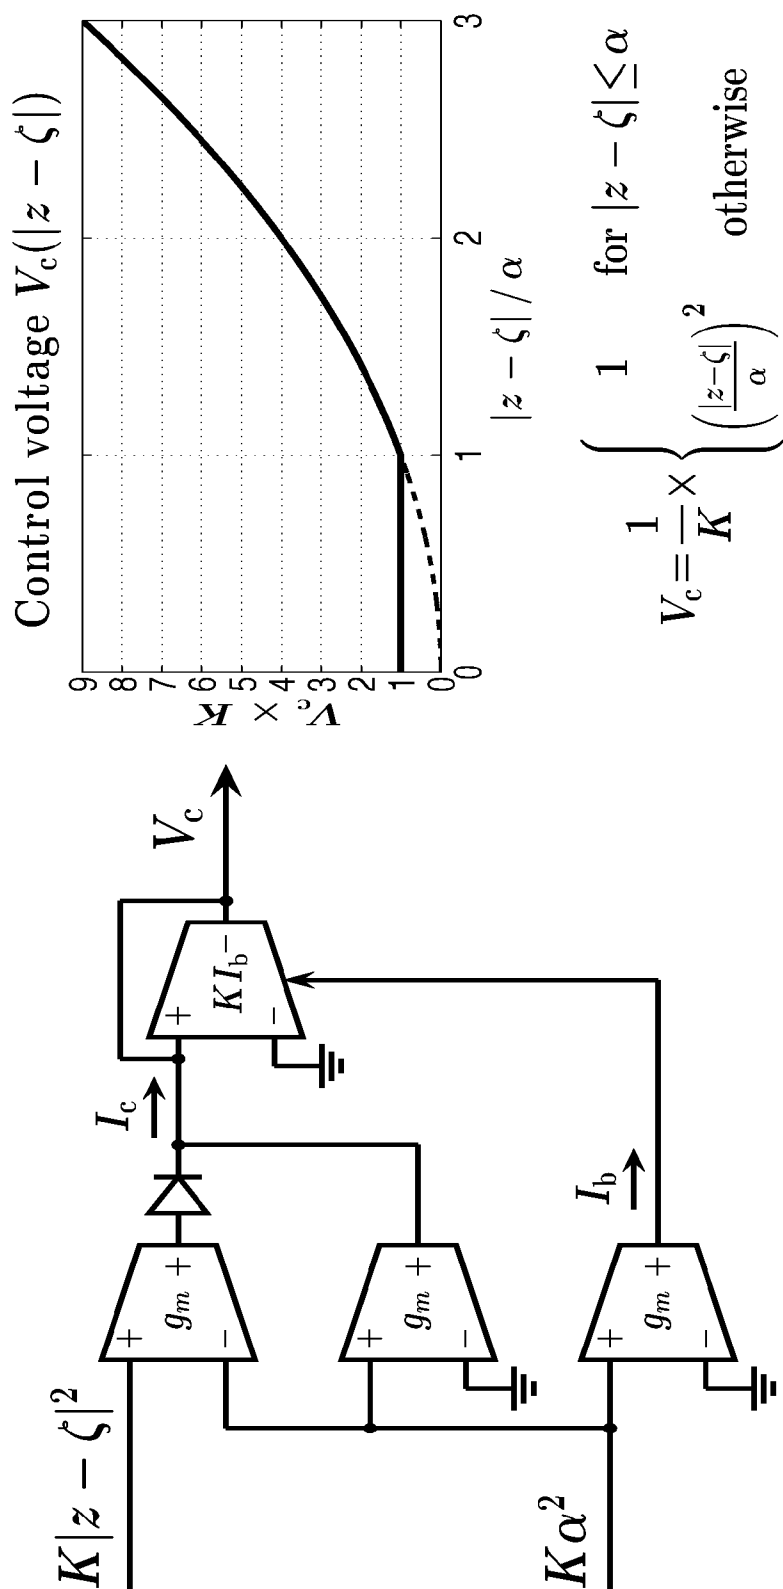 K|z − ζ|²
Kα²
+
−
g_m +
+
−
g_m +
+
−
g_m +
I_c
I_b
+
−
KI_b −
V_c
Control voltage V_c(|z − ζ|)
9
8
7
6
5
4
3
2
1
0
V_c × K
0 1 2 3
|z − ζ| / α
V_c = 1/K × { 1 for |z − ζ| ≤ α
(|z−ζ|/α)² otherwise